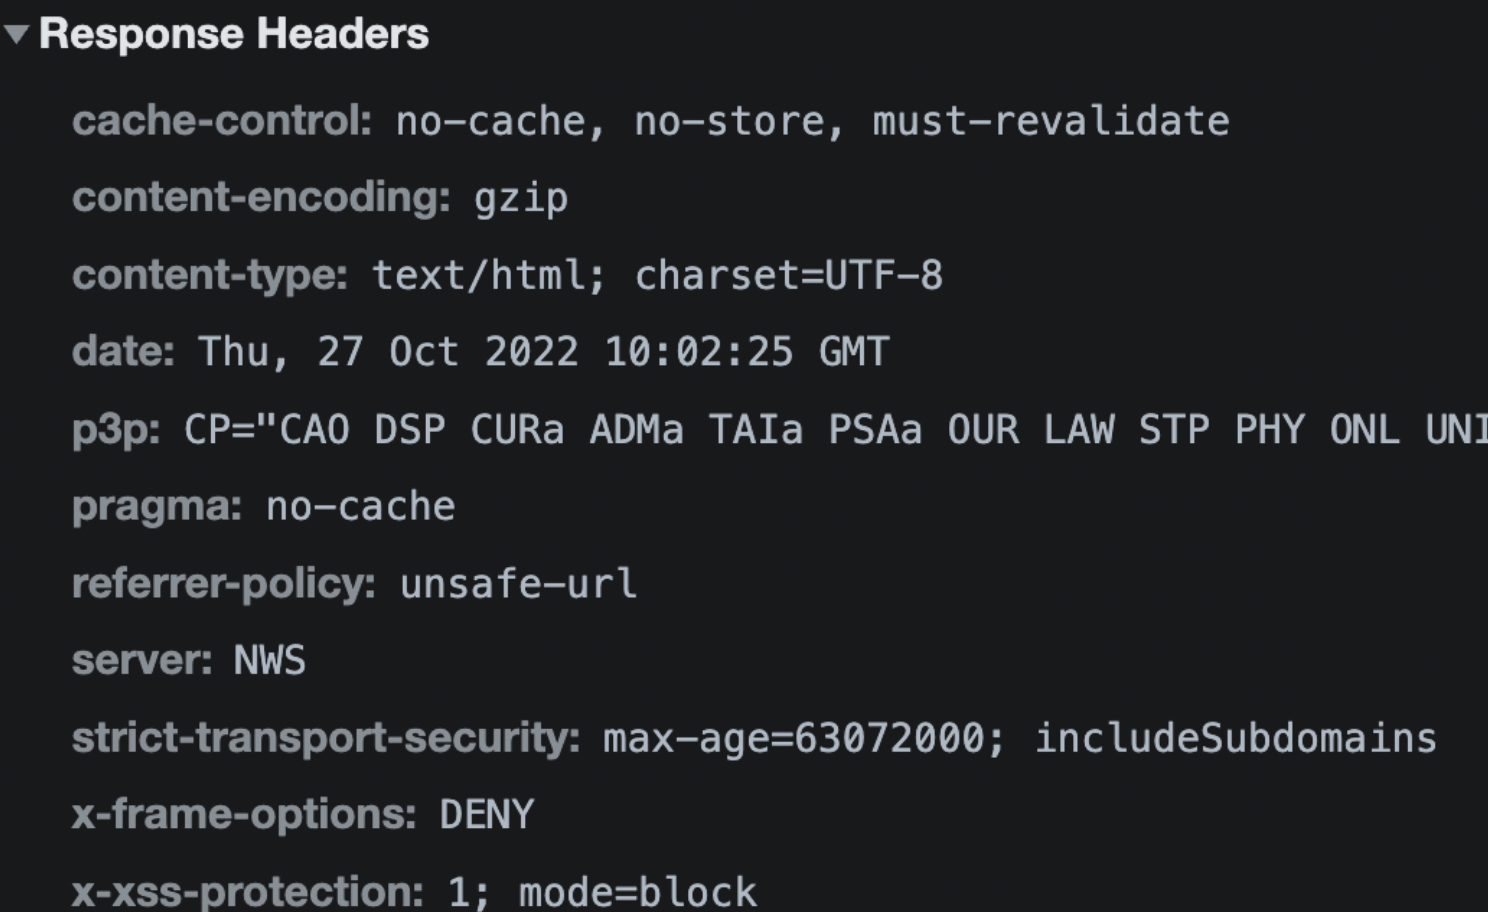 Response Headers
cache-control: no-cache, no-store, must-revalidate
content-encoding: gzip
content-type: text/html; charset=UTF-8
date: Thu, 27 Oct 2022 10:02:25 GMT
p3p: CP="CAO DSP CURa ADMa TAIa PSAa OUR LAW STP PHY ONL UNI
pragma: no-cache
referrer-policy: unsafe-url
server: NWS
strict-transport-security: max-age=63072000; includeSubdomains
x-frame-options: DENY
x-xss-protection: 1; mode=block